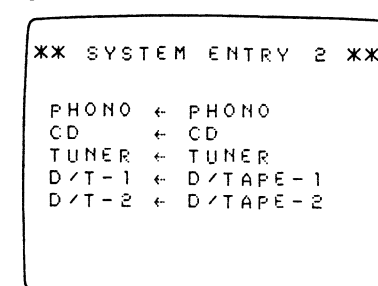 ** SYSTEM ENTRY 2 **
PHONO ← PHONO
CD ← CD
TUNER ← TUNER
D/T-1 ← D/TAPE-1
D/T-2 ← D/TAPE-2